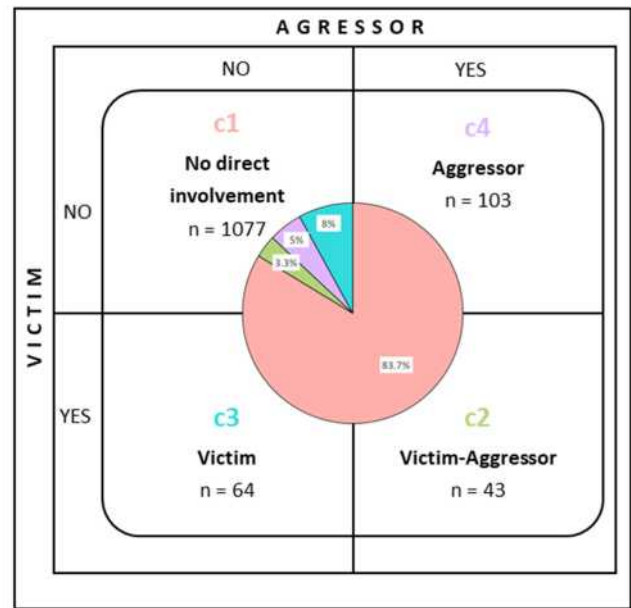 AGRESSOR
NO YES
c1
No direct
involvement
n = 1077
c4
Aggressor
n = 103
NO
8%
5%
3.3%
83.7%
VICTIM
YES
c3
Victim
n = 64
c2
Victim-Aggressor
n = 43